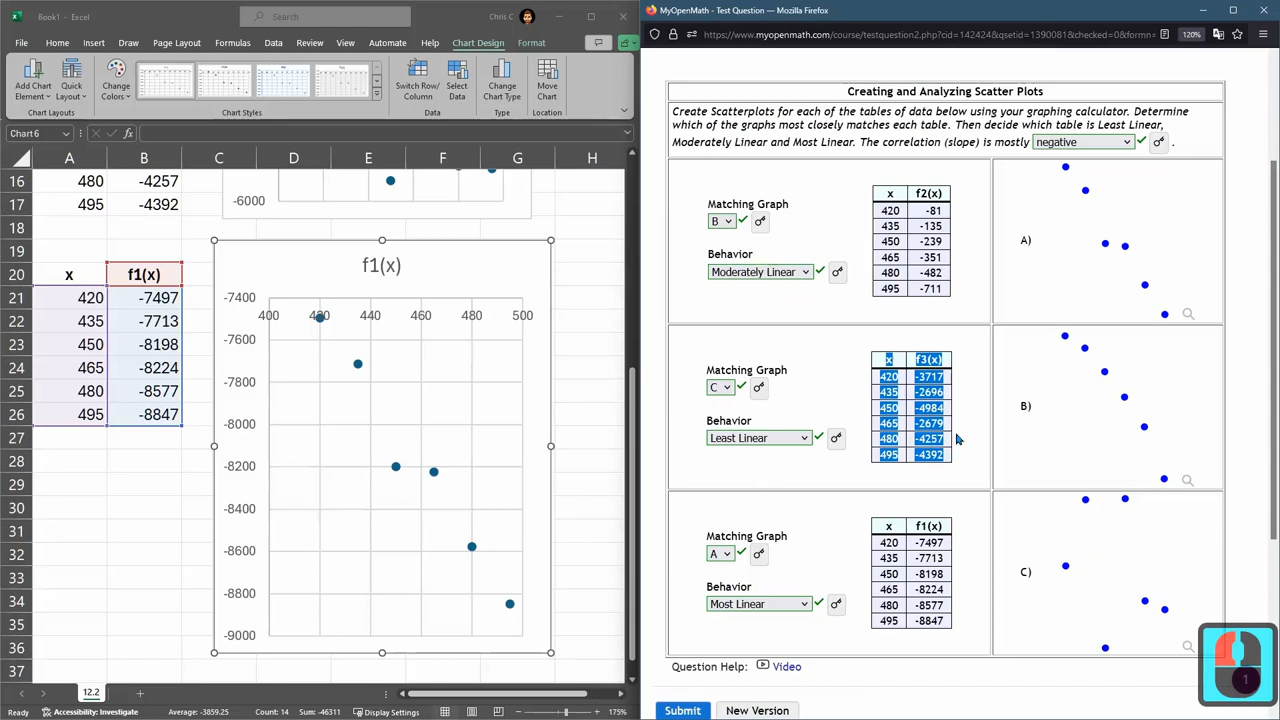 Book1 - Excel
Search
Chris C
File Home Insert Draw Page Layout Formulas Data Review View Automate Help Chart Design Format
Add Chart Element
Quick Layout
Change Colors
Switch Row/ Column
Select Data
Change Chart Type
Move Chart
Chart Layouts
Chart Styles
Data
Type
Location
Chart6
fx
A B C D E F G H
16 480 -4257
-6000
17 495 -4392
18
19
20 x f1(x)
21 420 -7497
22 435 -7713
23 450 -8198
24 465 -8224
25 480 -8577
26 495 -8847
27
28
29
30
31
32
33
34
35
36
37
f1(x)
-7400
400 420 440 460 480 500
-7600
-7800
-8000
-8200
-8400
-8600
-8800
-9000
12.2
Ready
Accessibility: Investigate
Average: -3859.25
Count: 14
Sum: -46311
Display Settings
175%
MyOpenMath - Test Question — Mozilla Firefox
https://www.myopenmath.com/course/testquestion2.php?cid=142424&qsetid=1390081&checked=0&formn=
120%
Creating and Analyzing Scatter Plots
Create Scatterplots for each of the tables of data below using your graphing calculator. Determine
which of the graphs most closely matches each table. Then decide which table is Least Linear,
Moderately Linear and Most Linear. The correlation (slope) is mostly negative .
Matching Graph
B
Behavior
Moderately Linear
x f2(x)
420 -81
435 -135
450 -239
465 -351
480 -482
495 -711
A)
Matching Graph
C
Behavior
Least Linear
x f3(x)
420 -3717
435 -2696
450 -4984
465 -2679
480 -4257
495 -4392
B)
Matching Graph
A
Behavior
Most Linear
x f1(x)
420 -7497
435 -7713
450 -8198
465 -8224
480 -8577
495 -8847
C)
Question Help: Video
Submit
New Version
1